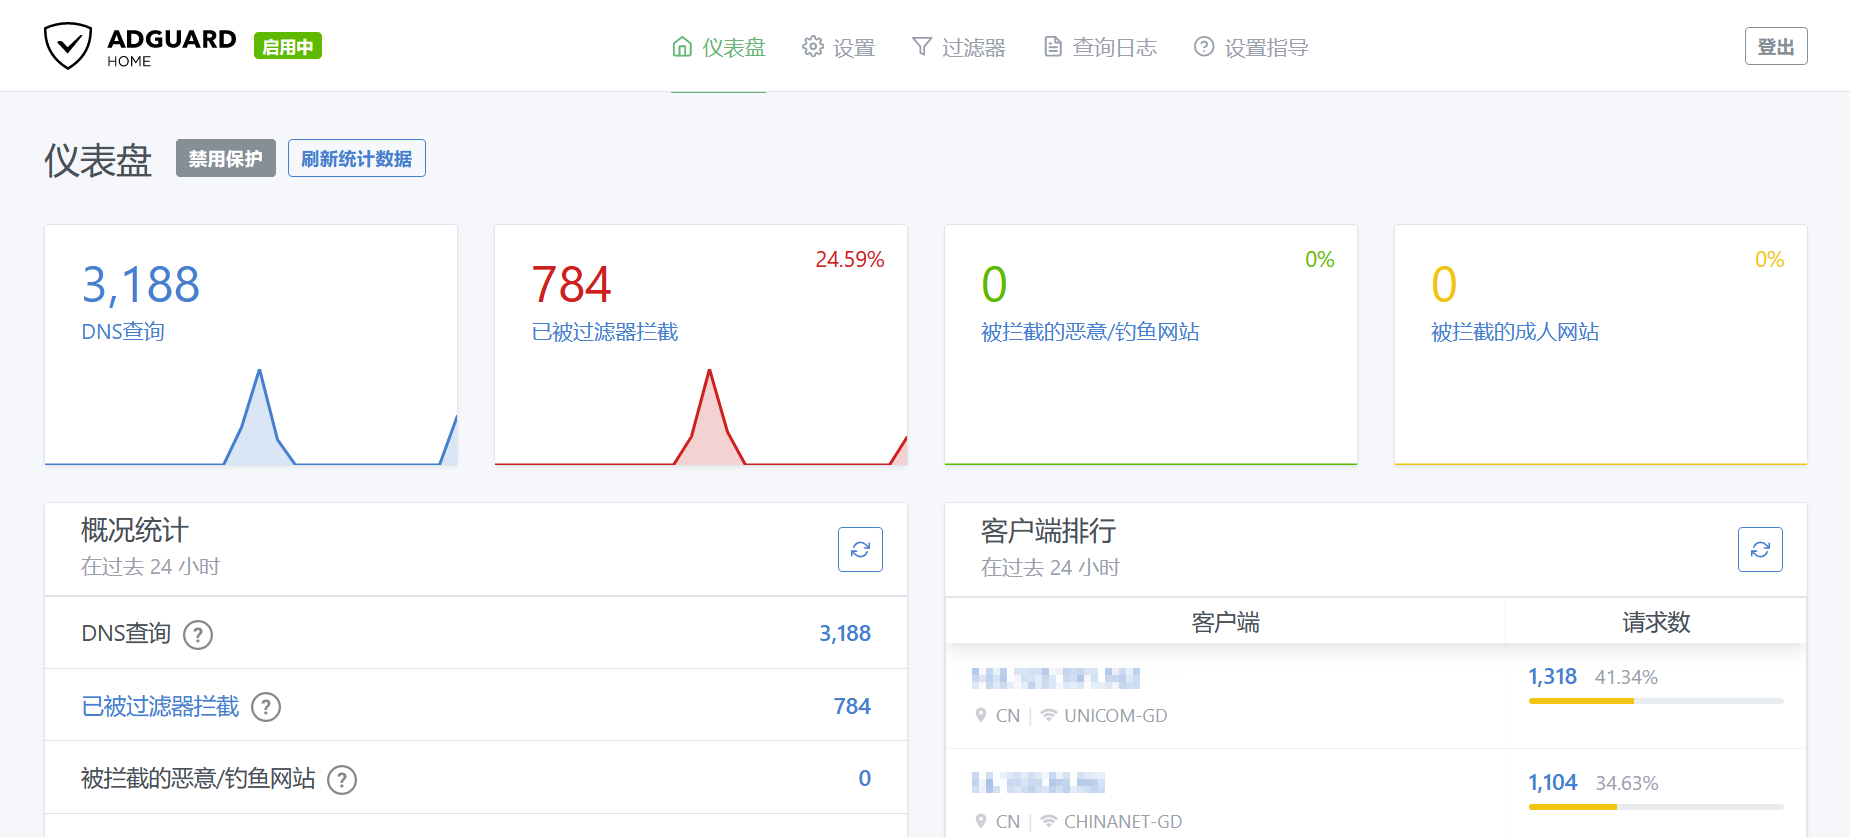 ADGUARD
HOME
启用中
仪表盘
设置
过滤器
查询日志
设置指导
登出
仪表盘
禁用保护
刷新统计数据
3,188
DNS查询
24.59%
784
已被过滤器拦截
0%
0
被拦截的恶意/钓鱼网站
0%
0
被拦截的成人网站
概况统计
在过去 24 小时
DNS查询 ?
3,188
已被过滤器拦截 ?
784
被拦截的恶意/钓鱼网站 ?
0
客户端排行
在过去 24 小时
客户端
请求数
1,318 41.34%
CN | UNICOM-GD
1,104 34.63%
CN | CHINANET-GD